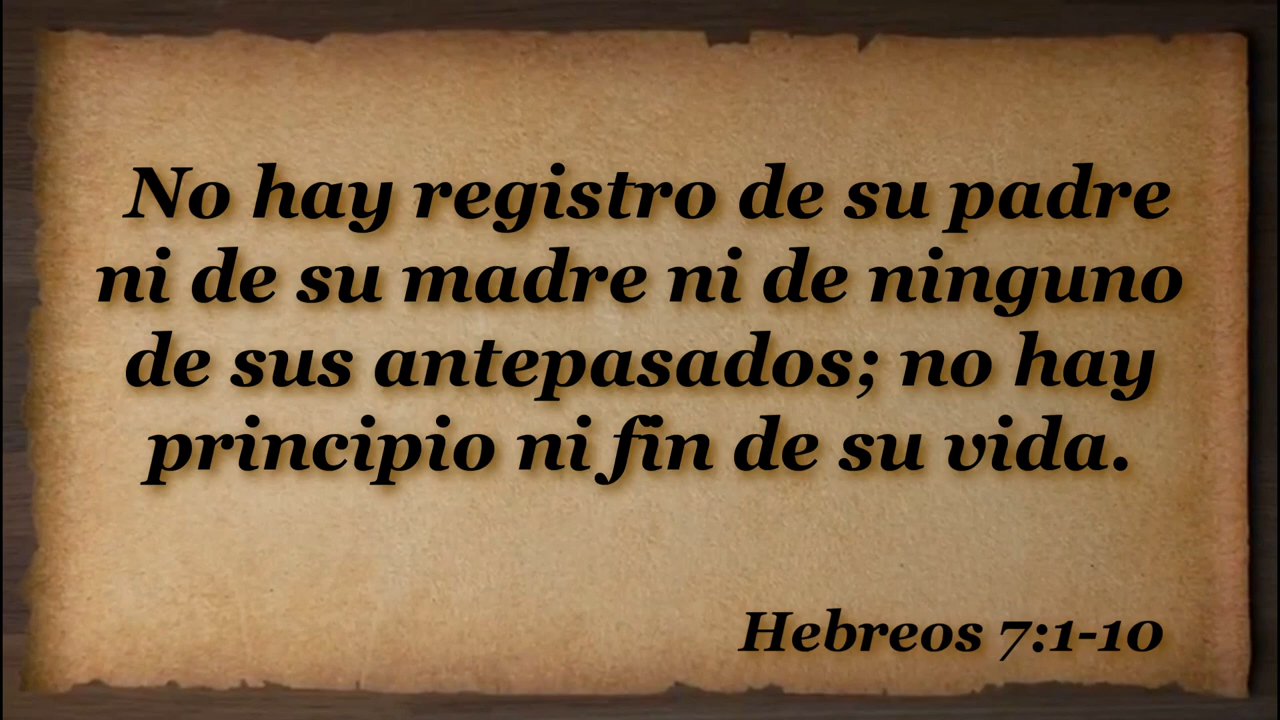 No hay registro de su padre
ni de su madre ni de ninguno
de sus antepasados; no hay
principio ni fin de su vida.
Hebreos 7:1-10